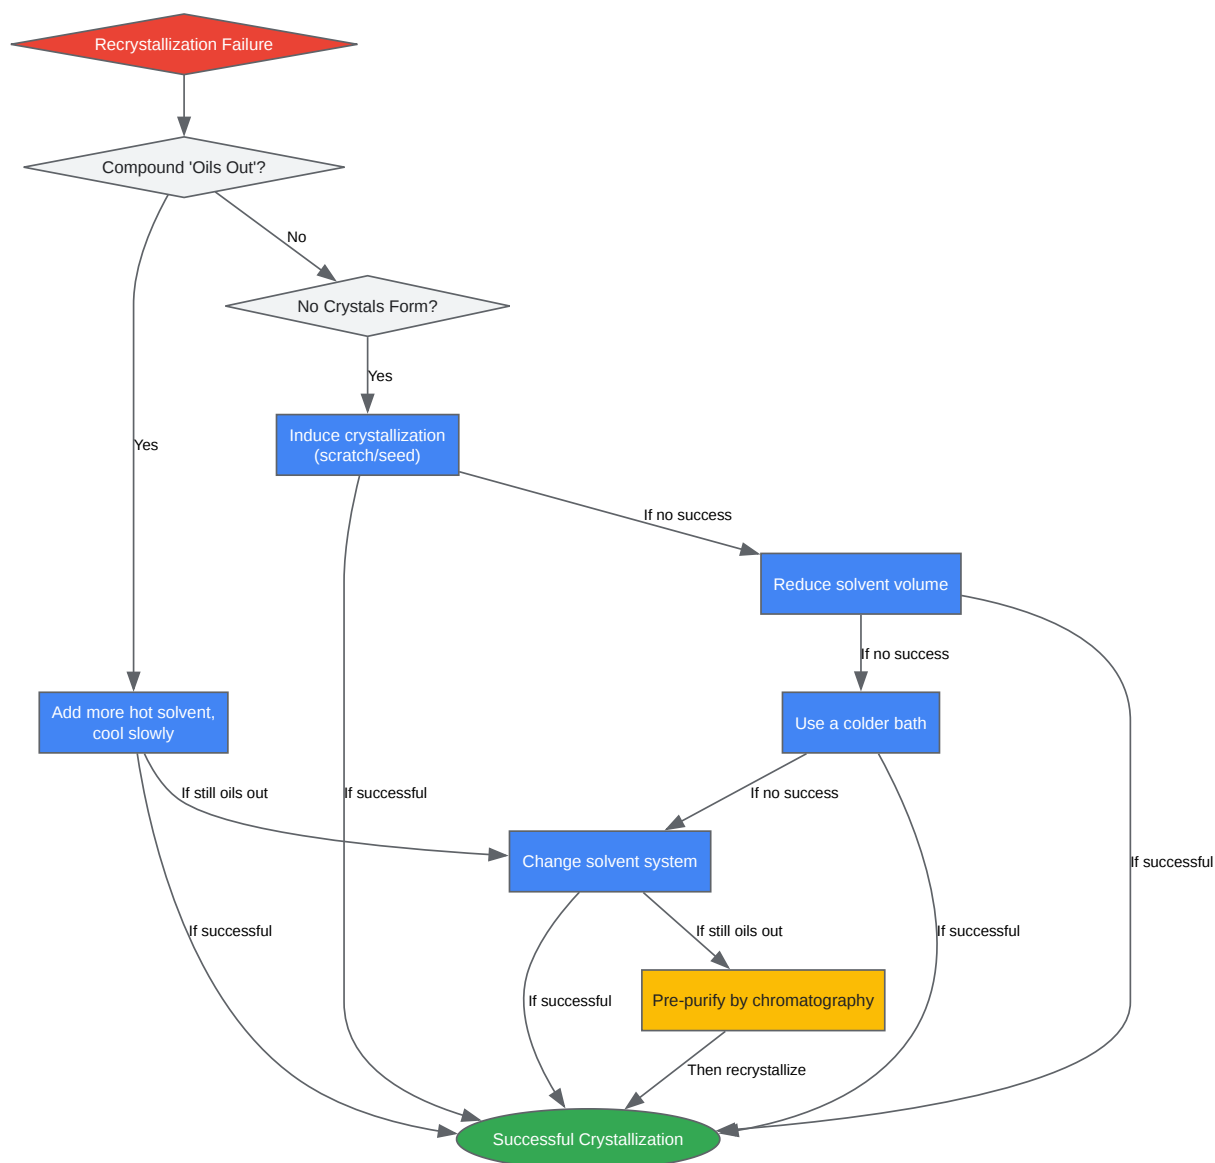 Recrystallization Failure
Compound 'Oils Out'?
No
No Crystals Form?
Yes
Induce crystallization
(scratch/seed)
Yes
If no success
Reduce solvent volume
If no success
Add more hot solvent,
cool slowly
Use a colder bath
If still oils out
If successful
If no success
Change solvent system
If successful
If successful
If still oils out
If successful
If successful
Pre-purify by chromatography
Then recrystallize
Successful Crystallization